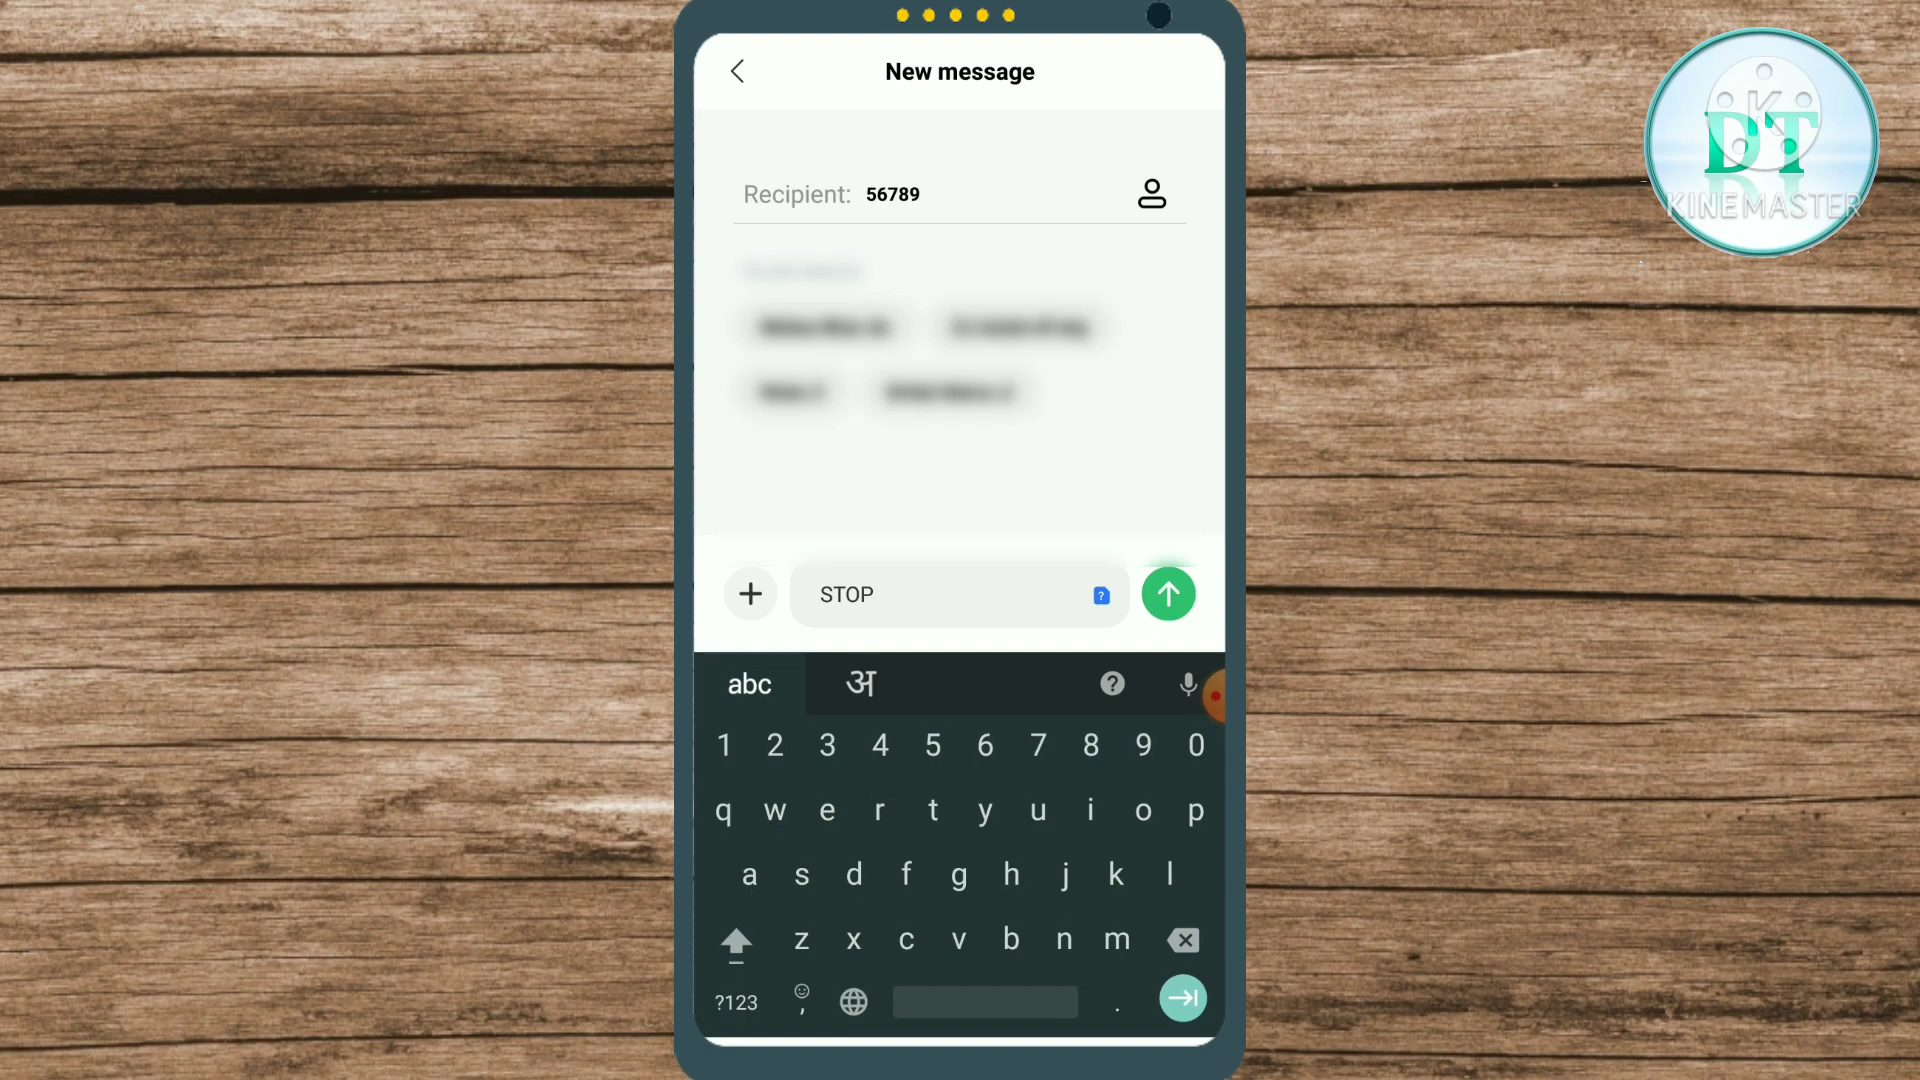 New message
Recipient: 56789
STOP
?
abc अ ?
1 2 3 4 5 6 7 8 9 0
q w e r t y u i o p
a s d f g h j k l
z x c v b n m
?123 , .
K
DT
KINEMASTER